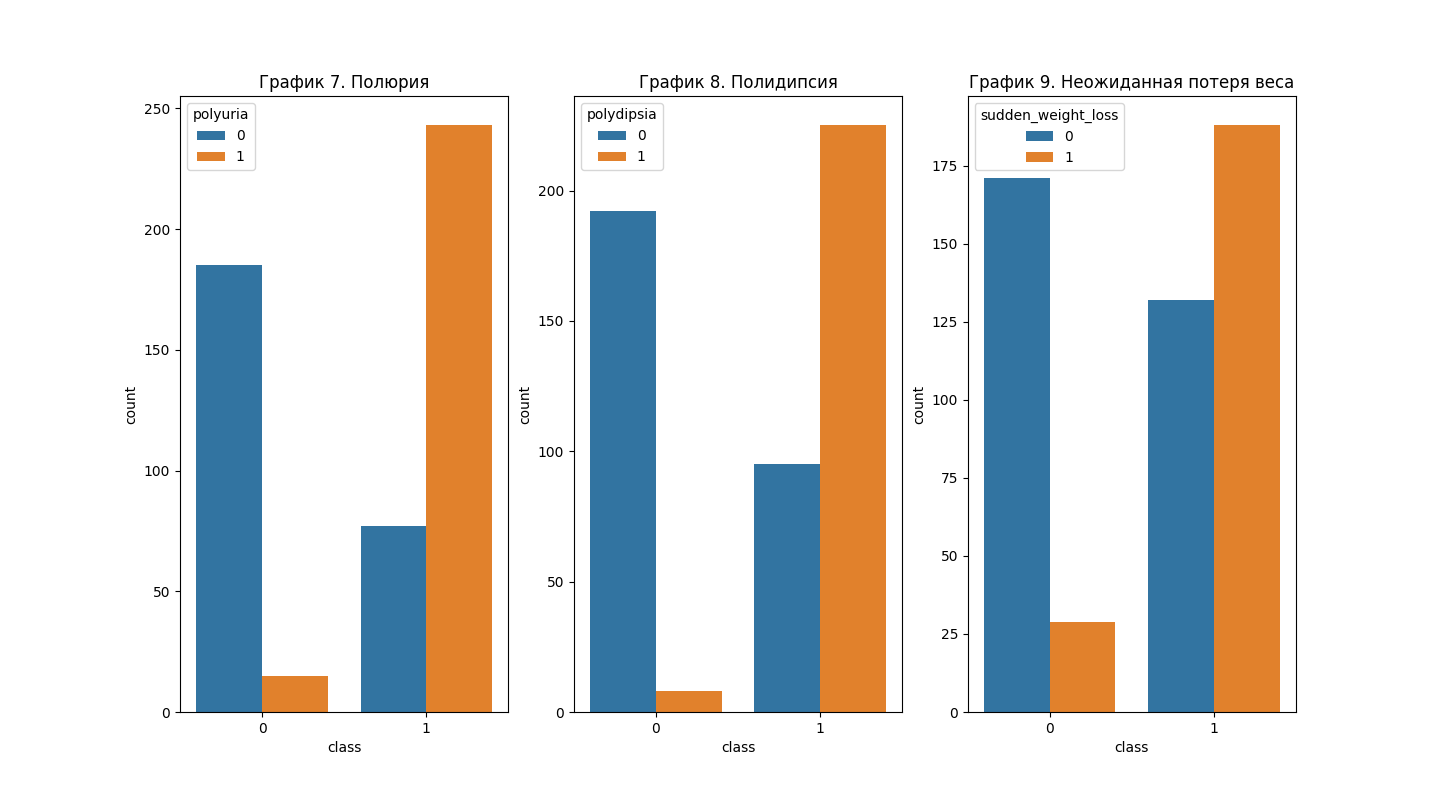 График 7. Полюрия
polyuria
0
1
250
200
150
100
50
0
count
0 1
class
График 8. Полидипсия
polydipsia
0
1
200
150
100
50
0
count
0 1
class
График 9. Неожиданная потеря веса
sudden_weight_loss
0
1
175
150
125
100
75
50
25
0
count
0 1
class